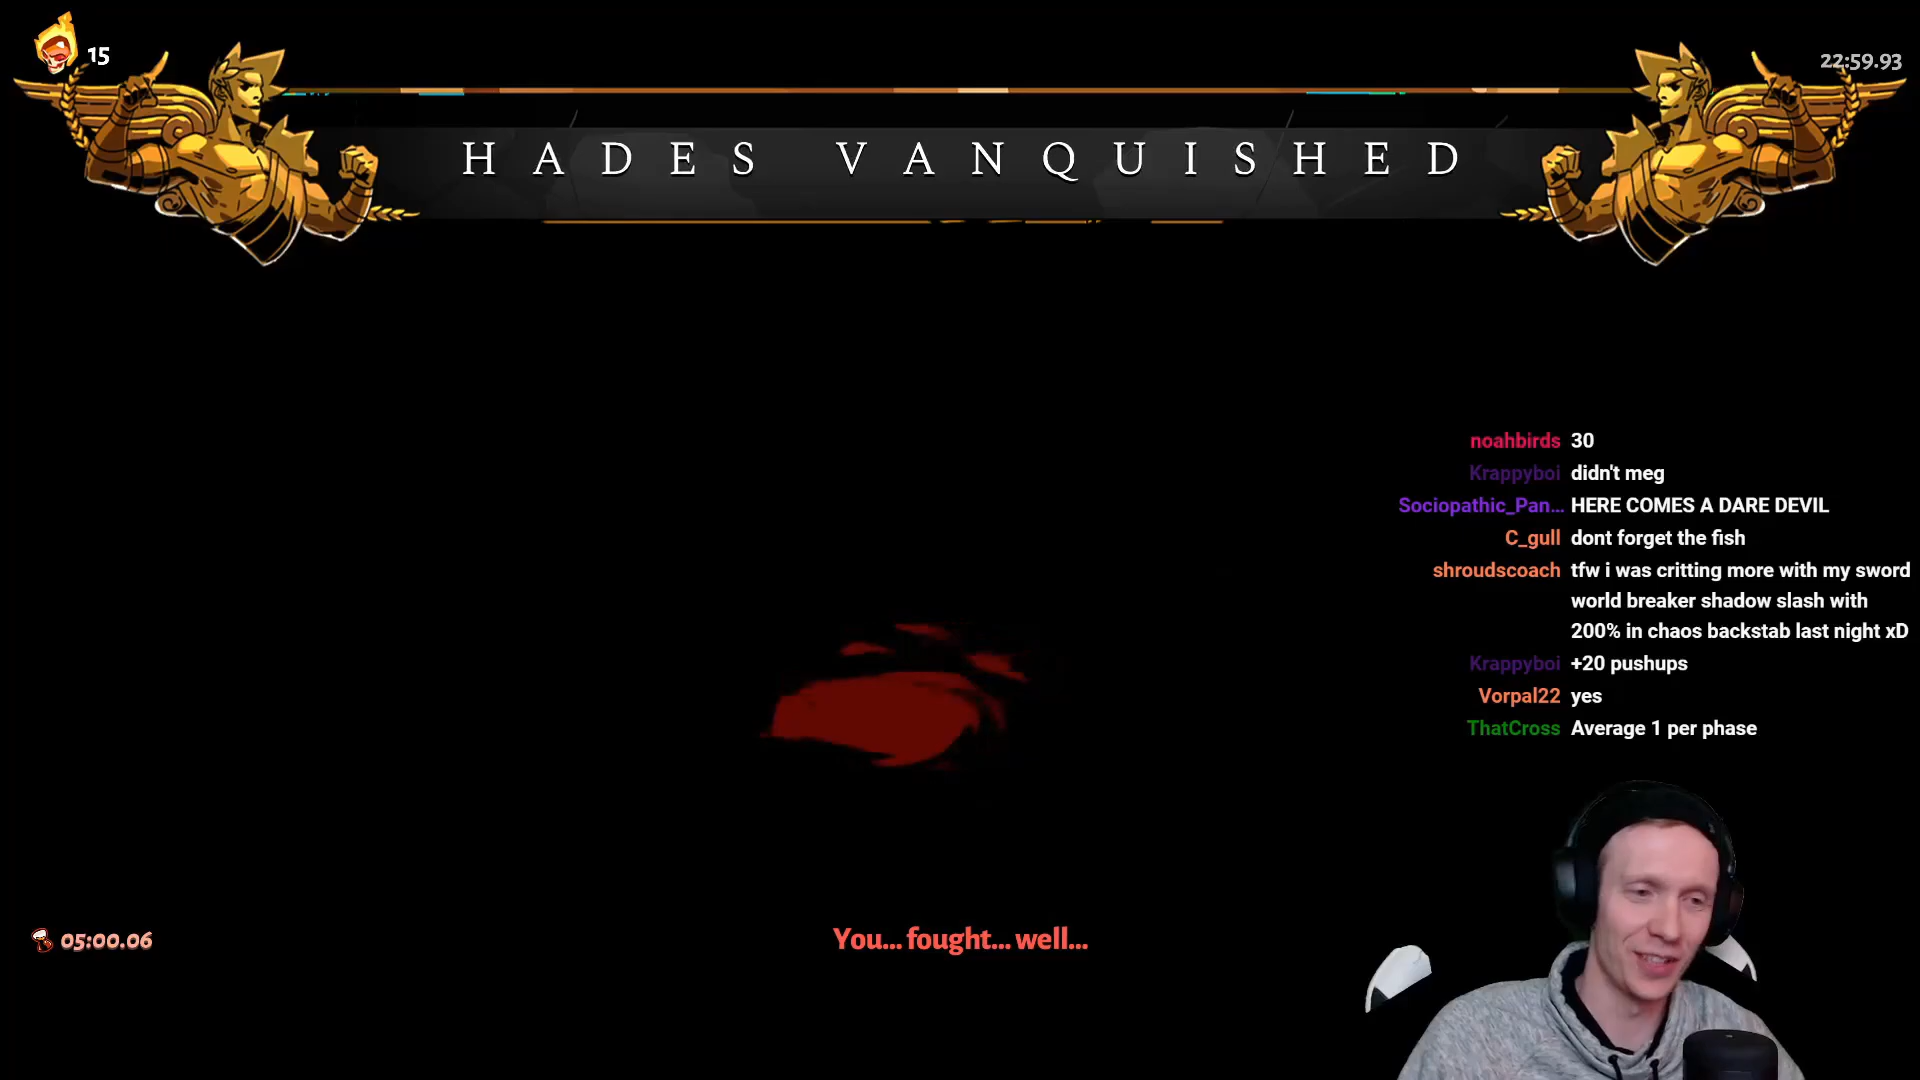 15
22:59.93
HADES VANQUISHED
noahbirds 30
Krappyboi didn't meg
Sociopathic_Pan... HERE COMES A DARE DEVIL
C_gull dont forget the fish
shroudscoach tfw i was critting more with my sword
world breaker shadow slash with
200% in chaos backstab last night xD
Krappyboi +20 pushups
Vorpal22 yes
ThatCross Average 1 per phase
05:00.06
You... fought... well...